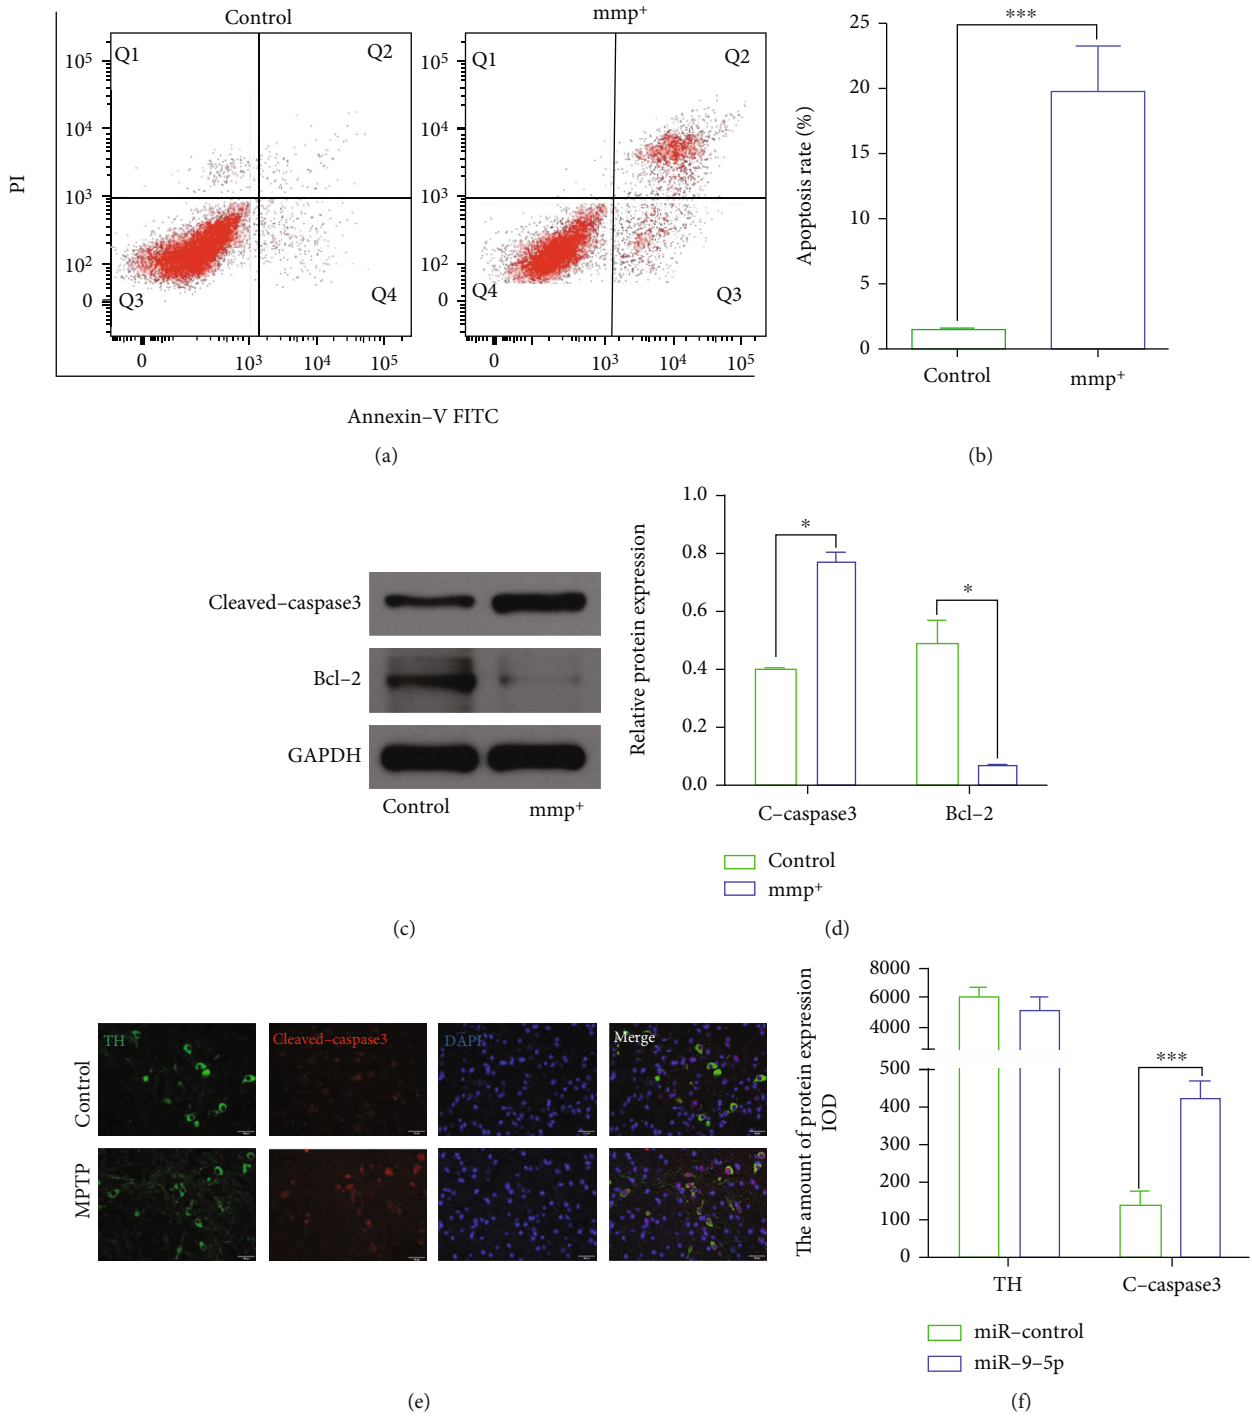 Control
mmp⁺
PI
Q1
Q2
Q3
Q4
10⁵
10⁴
10³
10²
0
0
10³
10⁴
10⁵
Q1
Q2
Q4
Q3
10⁵
10⁴
10³
10²
0
0
10³
10⁴
10⁵
Annexin–V FITC
(a)
Apoptosis rate (%)
25
20
15
10
5
0
***
Control
mmp⁺
(b)
Cleaved–caspase3
Bcl–2
GAPDH
Control
mmp⁺
(c)
Relative protein expression
1.0
0.8
0.6
0.4
0.2
0.0
*
*
C–caspase3
Bcl–2
Control
mmp⁺
(d)
Control
MPTP
TH
Cleaved–caspase3
DAPI
Merge
(e)
The amount of protein expression
IOD
8000
6000
4000
500
400
300
200
100
0
***
TH
C–caspase3
miR–control
miR–9–5p
(f)